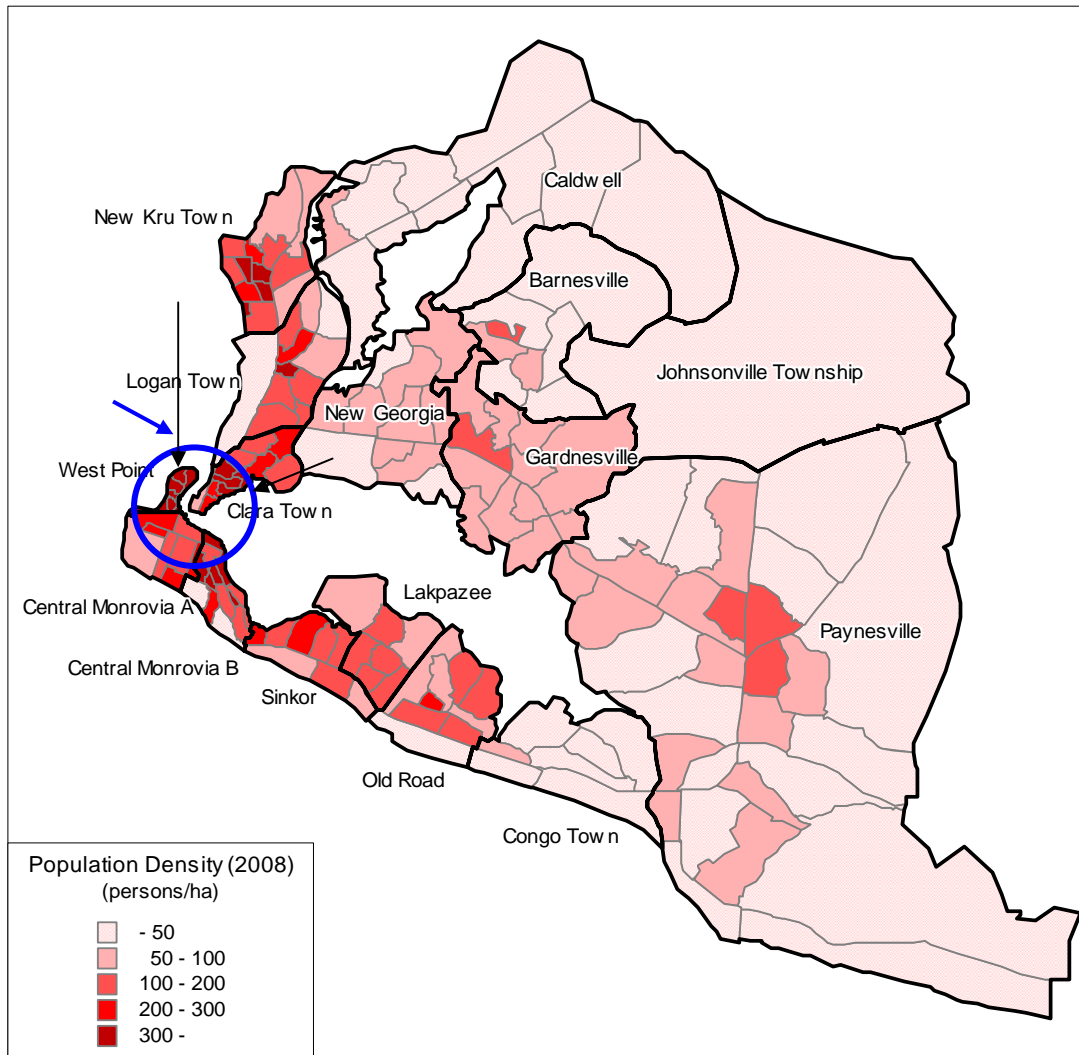 Caldwell
New Kru Town
Barnesville
Johnsonville Township
Logan Town
New Georgia
Gardnesville
West Point
Clara Town
Central Monrovia A
Lakpazee
Paynesville
Central Monrovia B
Sinkor
Old Road
Congo Town
Population Density (2008)
(persons/ha)
- 50
50 - 100
100 - 200
200 - 300
300 -